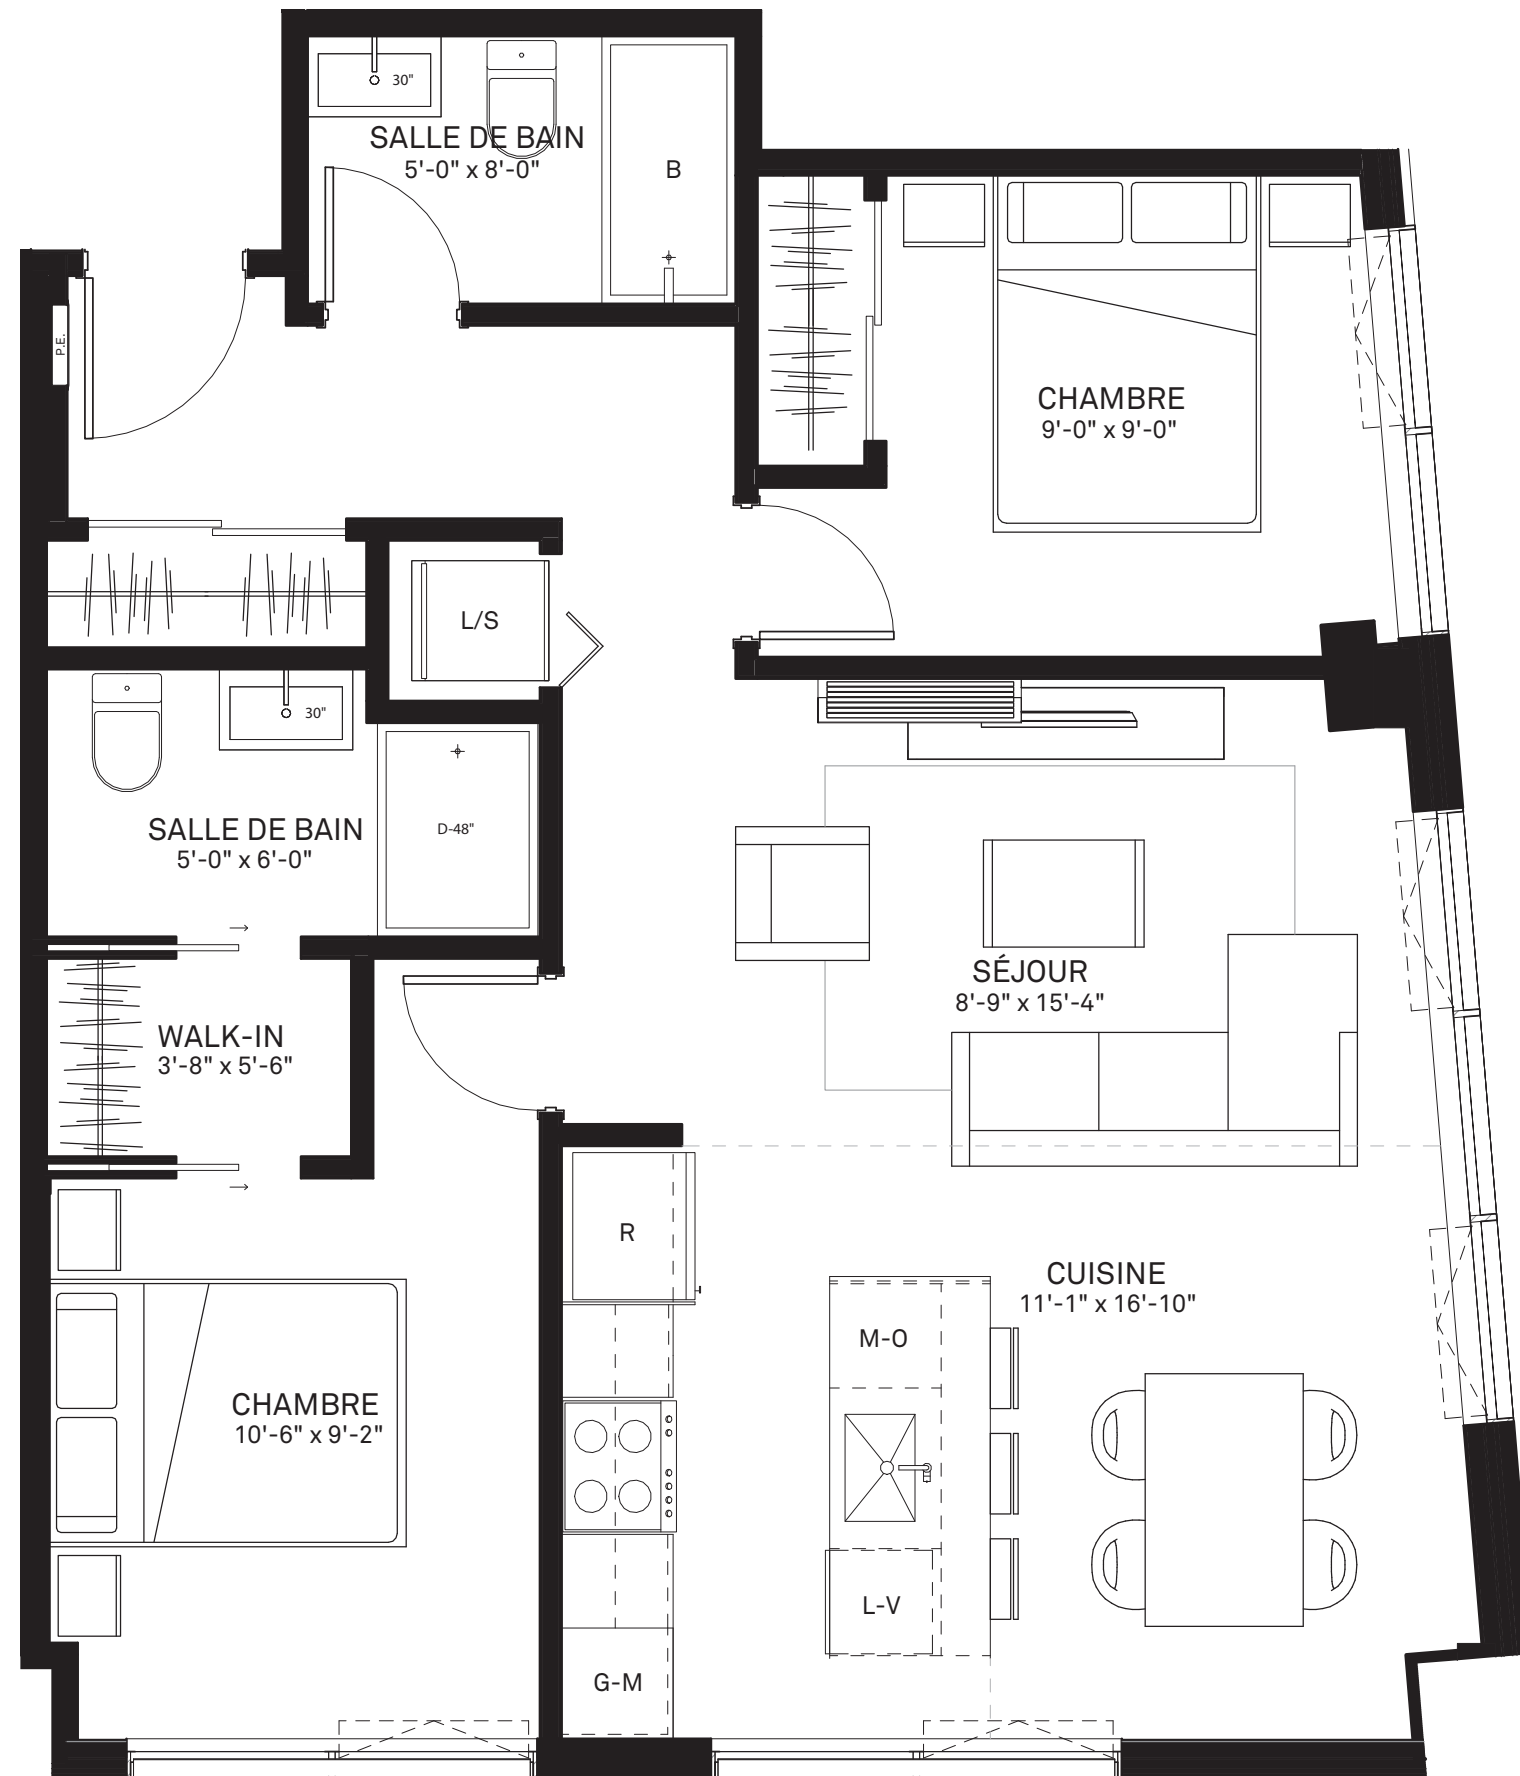 30"
SALLE DE BAIN
5'-0" x 8'-0"
B
P.E.
CHAMBRE
9'-0" x 9'-0"
L/S
30"
SALLE DE BAIN
5'-0" x 6'-0"
D-48"
SÉJOUR
8'-9" x 15'-4"
WALK-IN
3'-8" x 5'-6"
R
CUISINE
11'-1" x 16'-10"
M-O
CHAMBRE
10'-6" x 9'-2"
L-V
G-M